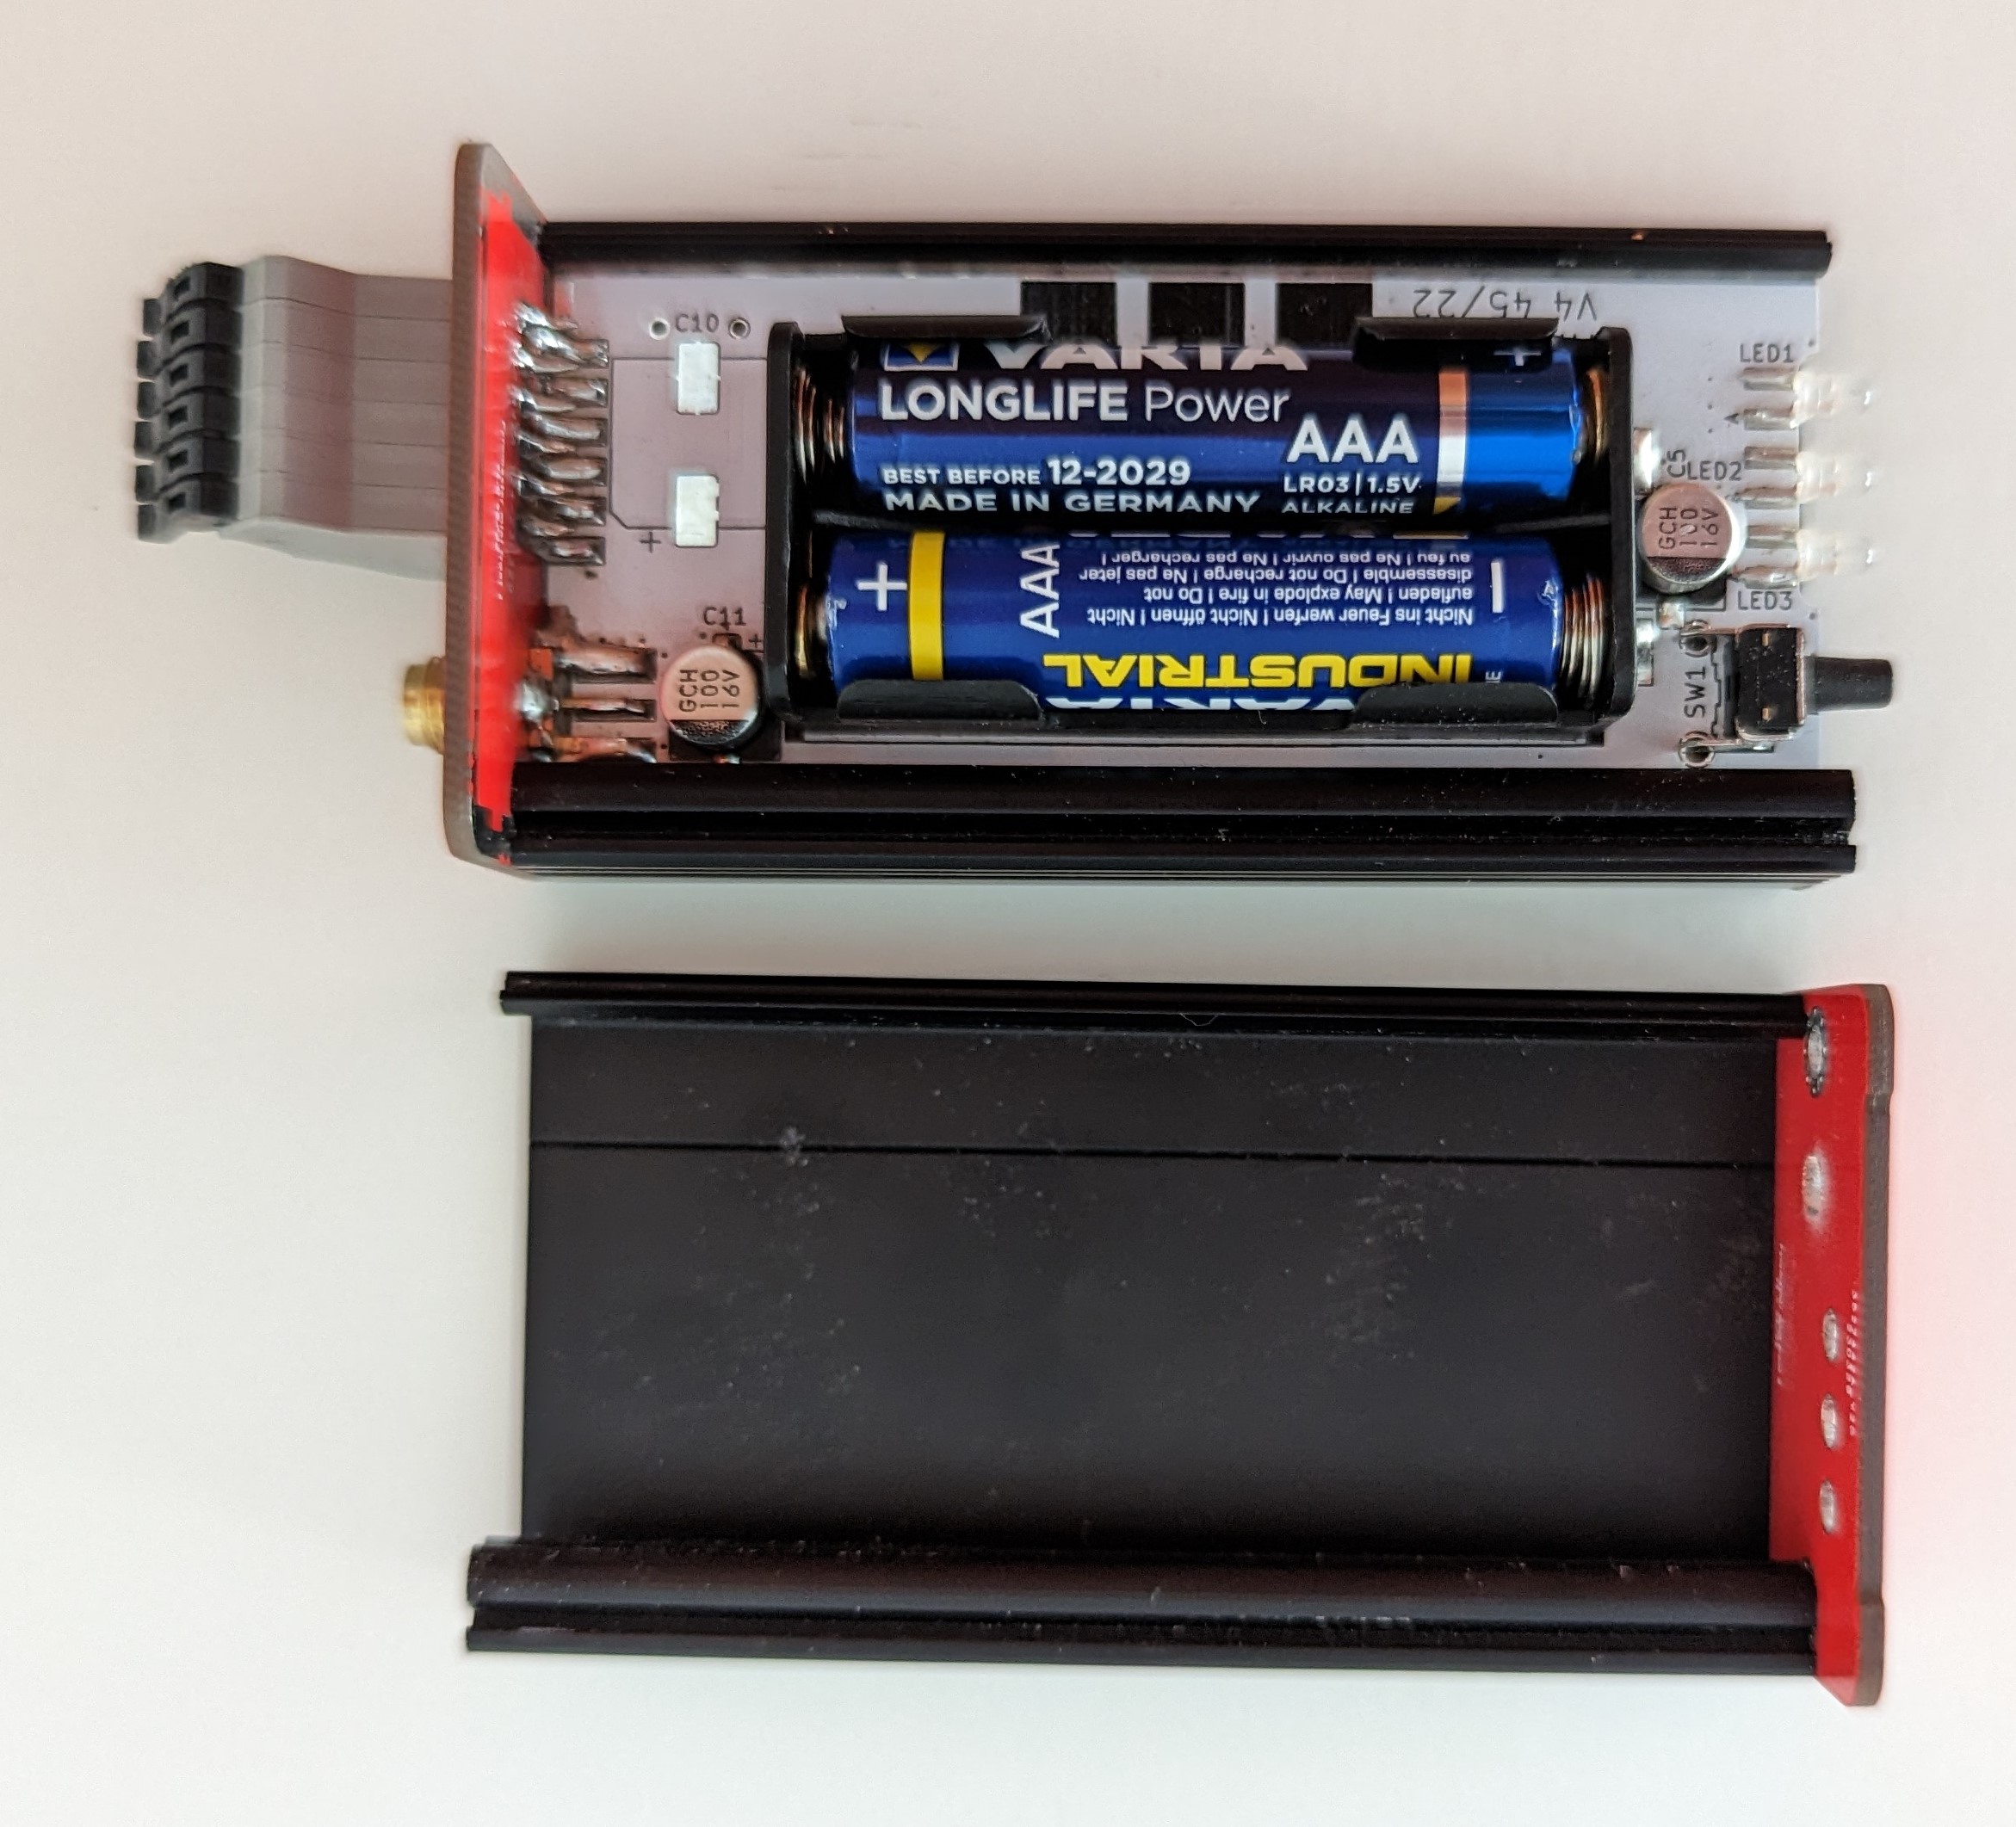 V4 45/22
C10
+
VARTA
LONGLIFE Power
AAA
BEST BEFORE 12-2029
LR03|1.5V
MADE IN GERMANY
ALKALINE
+
LED1
A
C5
LED2
GCH
100
16V
LED3
SW1
C11
+
GCH
100
16V
VARTA
INDUSTRIAL
Nicht ins Feuer werfen | Nicht öffnen | Nicht
aufladen | May explode in fire | Do not
disassemble | Do not recharge | Ne pas jeter
au feu | Ne pas ouvrir | Ne pas recharger |
AAA
+